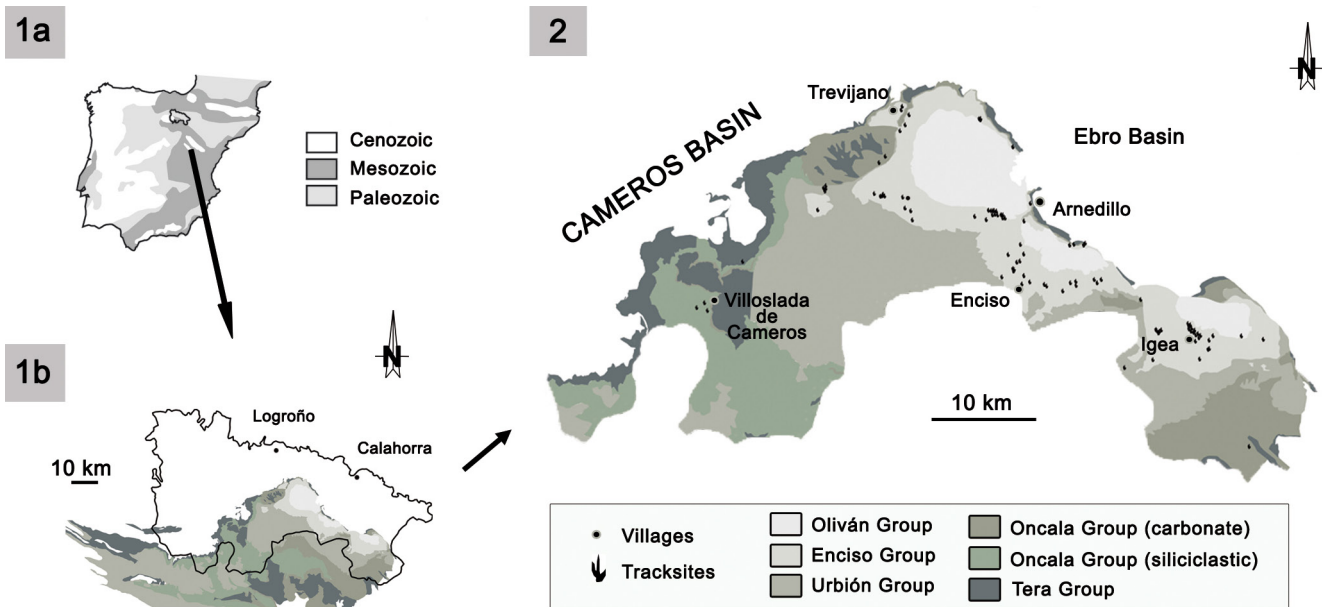 1a
Cenozoic
Mesozoic
Paleozoic
1b
N
Logroño
Calahorra
10 km
2
N
CAMEROS BASIN
Trevijano
Ebro Basin
Arnedillo
Villoslada
de
Cameros
Enciso
Igea
10 km
Villages
Tracksites
Oliván Group
Enciso Group
Urbión Group
Oncala Group (carbonate)
Oncala Group (siliciclastic)
Tera Group